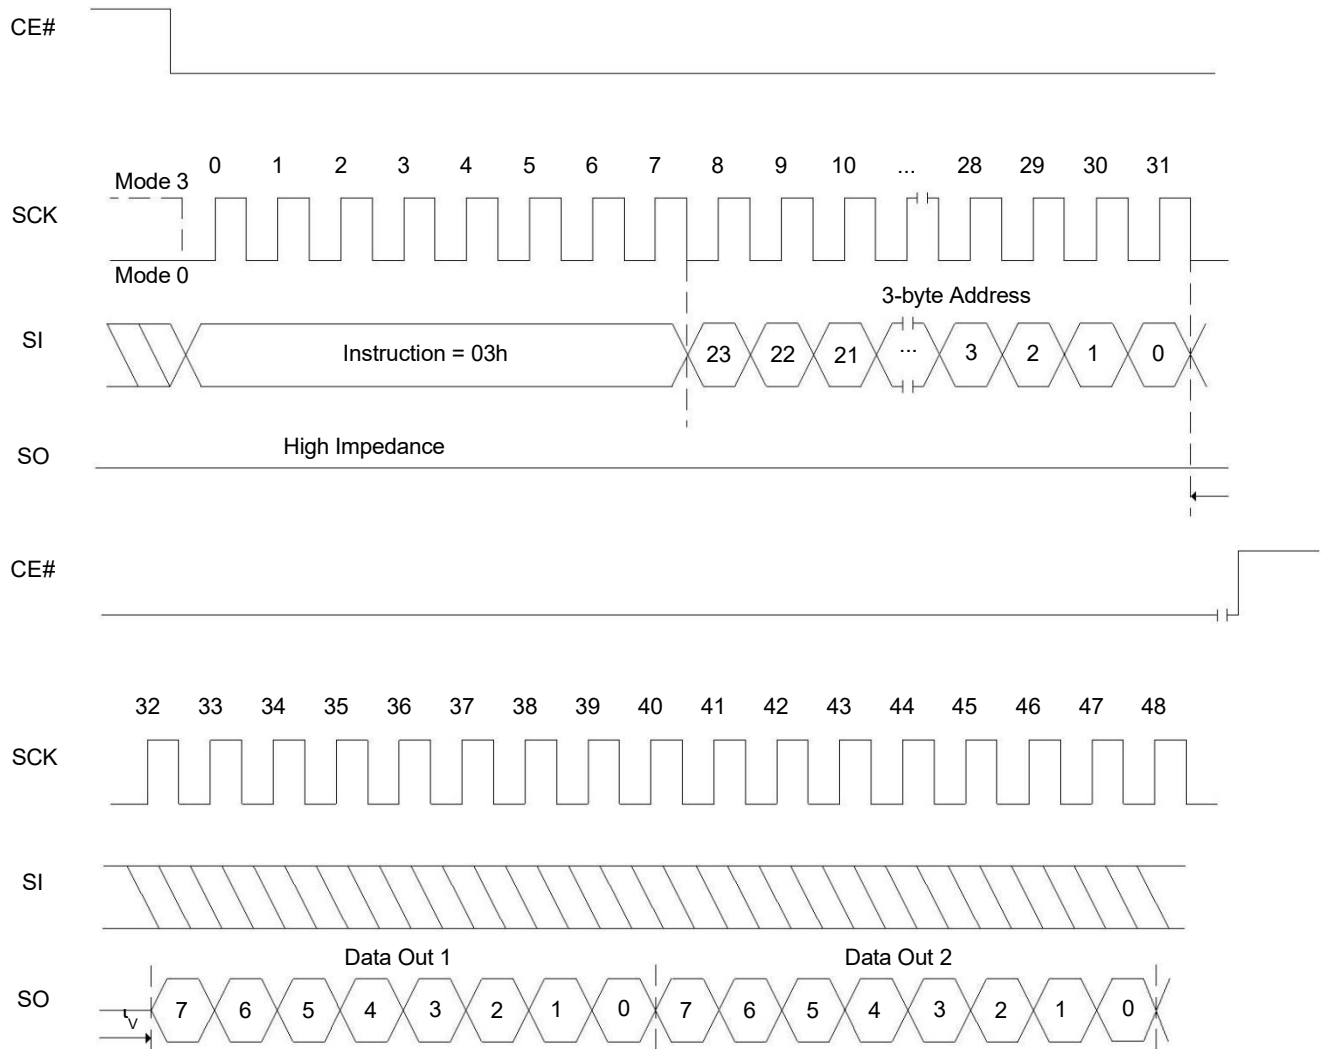 CE#
0 1 2 3 4 5 6 7 8 9 10 ... 28 29 30 31
Mode 3
SCK
Mode 0
3-byte Address
SI
Instruction = 03h 23 22 21 ... 3 2 1 0
High Impedance
SO
CE#
32 33 34 35 36 37 38 39 40 41 42 43 44 45 46 47 48
SCK
SI
Data Out 1 Data Out 2
SO
tV 7 6 5 4 3 2 1 0 7 6 5 4 3 2 1 0